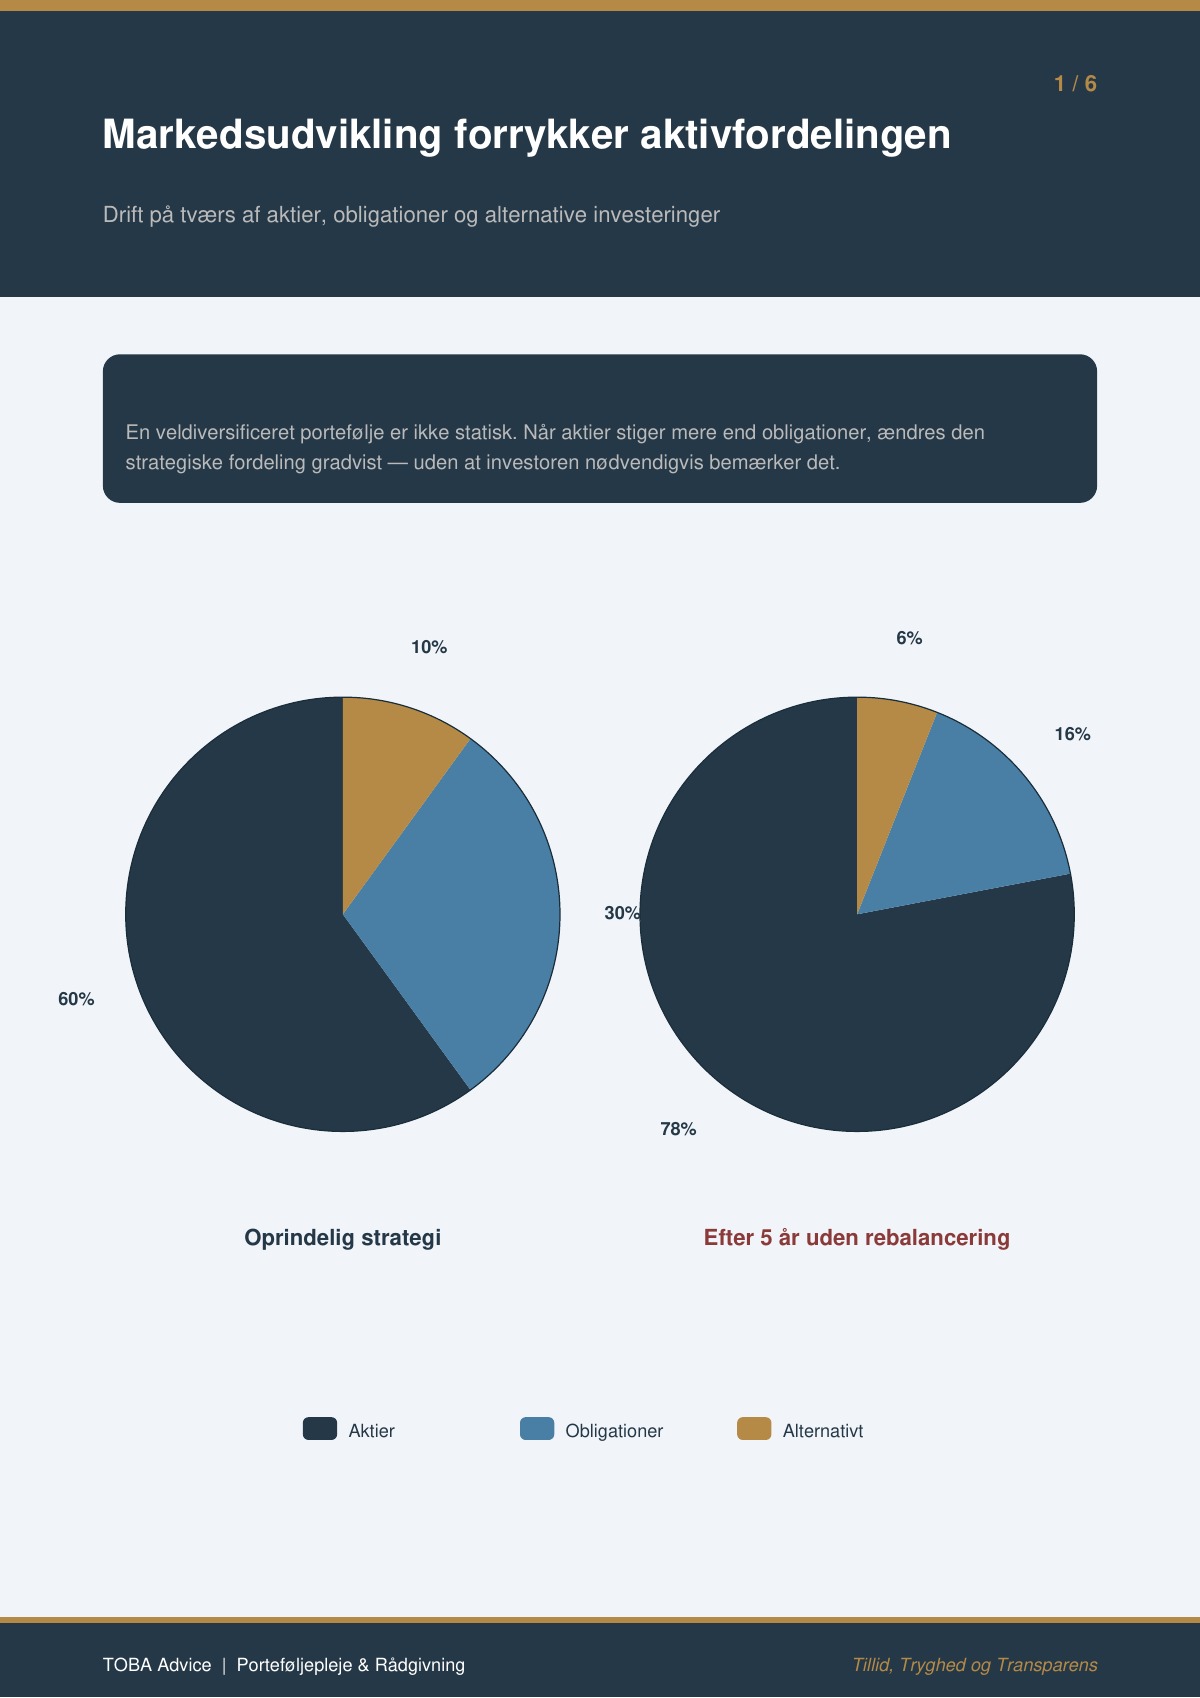 1 / 6
Markedsudvikling forrykker aktivfordelingen
Drift på tværs af aktier, obligationer og alternative investeringer
En veldiversificeret portefølje er ikke statisk. Når aktier stiger mere end obligationer, ændres den
strategiske fordeling gradvist — uden at investoren nødvendigvis bemærker det.
10%
30%
60%
6%
16%
78%
Oprindelig strategi
Efter 5 år uden rebalancering
Aktier
Obligationer
Alternativt
TOBA Advice | Porteføljepleje & Rådgivning
Tillid, Tryghed og Transparens